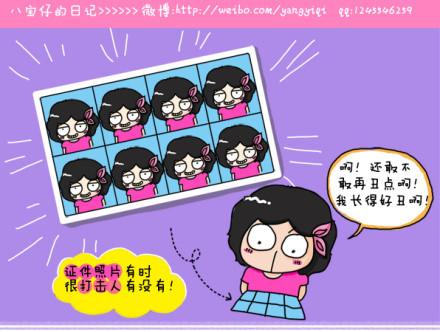 八宝仔的日记>>>>>>微博:http://weibo.com/yangyiqi qq:1245346259
啊！还敢不
敢再丑点啊！
我长得好丑啊！
证件照片有时
很打击人有没有！